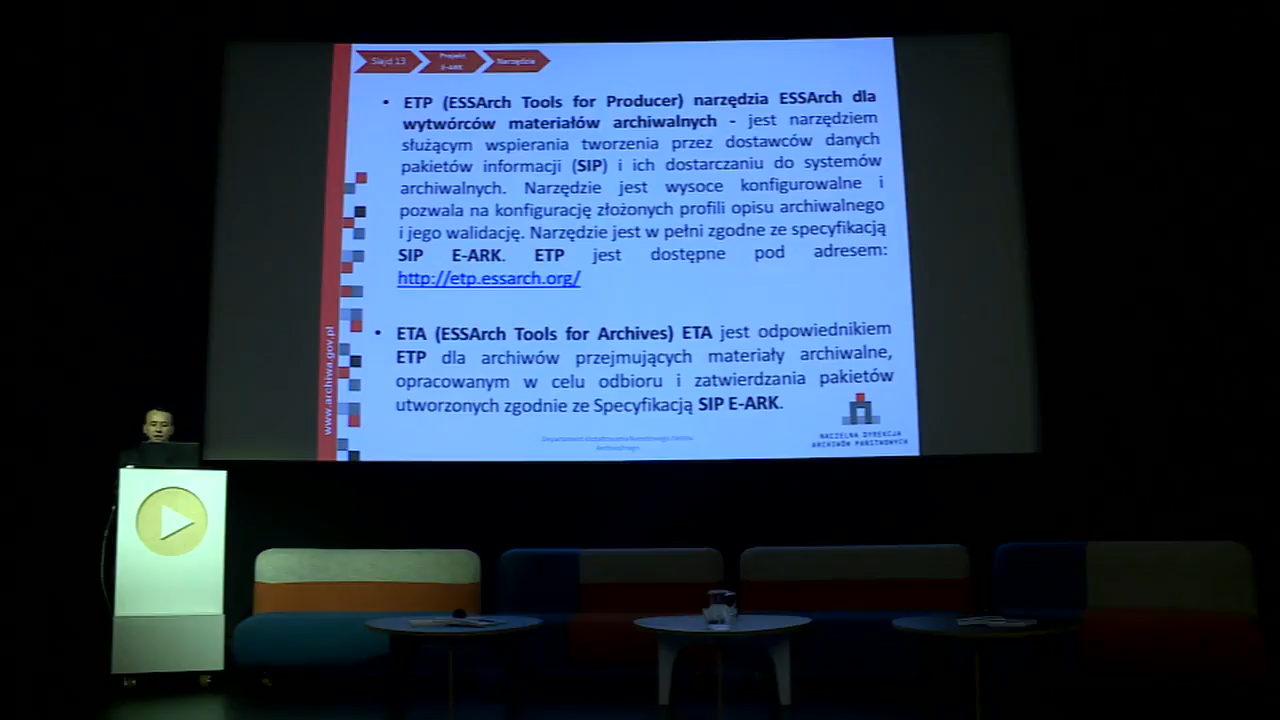 Slajd 13
Projekt
E-ARK
Narzędzia
• ETP (ESSArch Tools for Producer) narzędzia ESSArch dla
wytwórców materiałów archiwalnych - jest narzędziem
służącym wspierania tworzenia przez dostawców danych
pakietów informacji (SIP) i ich dostarczaniu do systemów
archiwalnych. Narzędzie jest wysoce konfigurowalne i
pozwala na konfigurację złożonych profili opisu archiwalnego
i jego walidację. Narzędzie jest w pełni zgodne ze specyfikacją
SIP E-ARK. ETP jest dostępne pod adresem:
http://etp.essarch.org/
• ETA (ESSArch Tools for Archives) ETA jest odpowiednikiem
ETP dla archiwów przejmujących materiały archiwalne,
opracowanym w celu odbioru i zatwierdzania pakietów
utworzonych zgodnie ze Specyfikacją SIP E-ARK.
www.archiwa.gov.pl
Departament Kształtowania Narodowego Zasobu
Archiwalnego
NACZELNA DYREKCJA
ARCHIWÓW PAŃSTWOWYCH